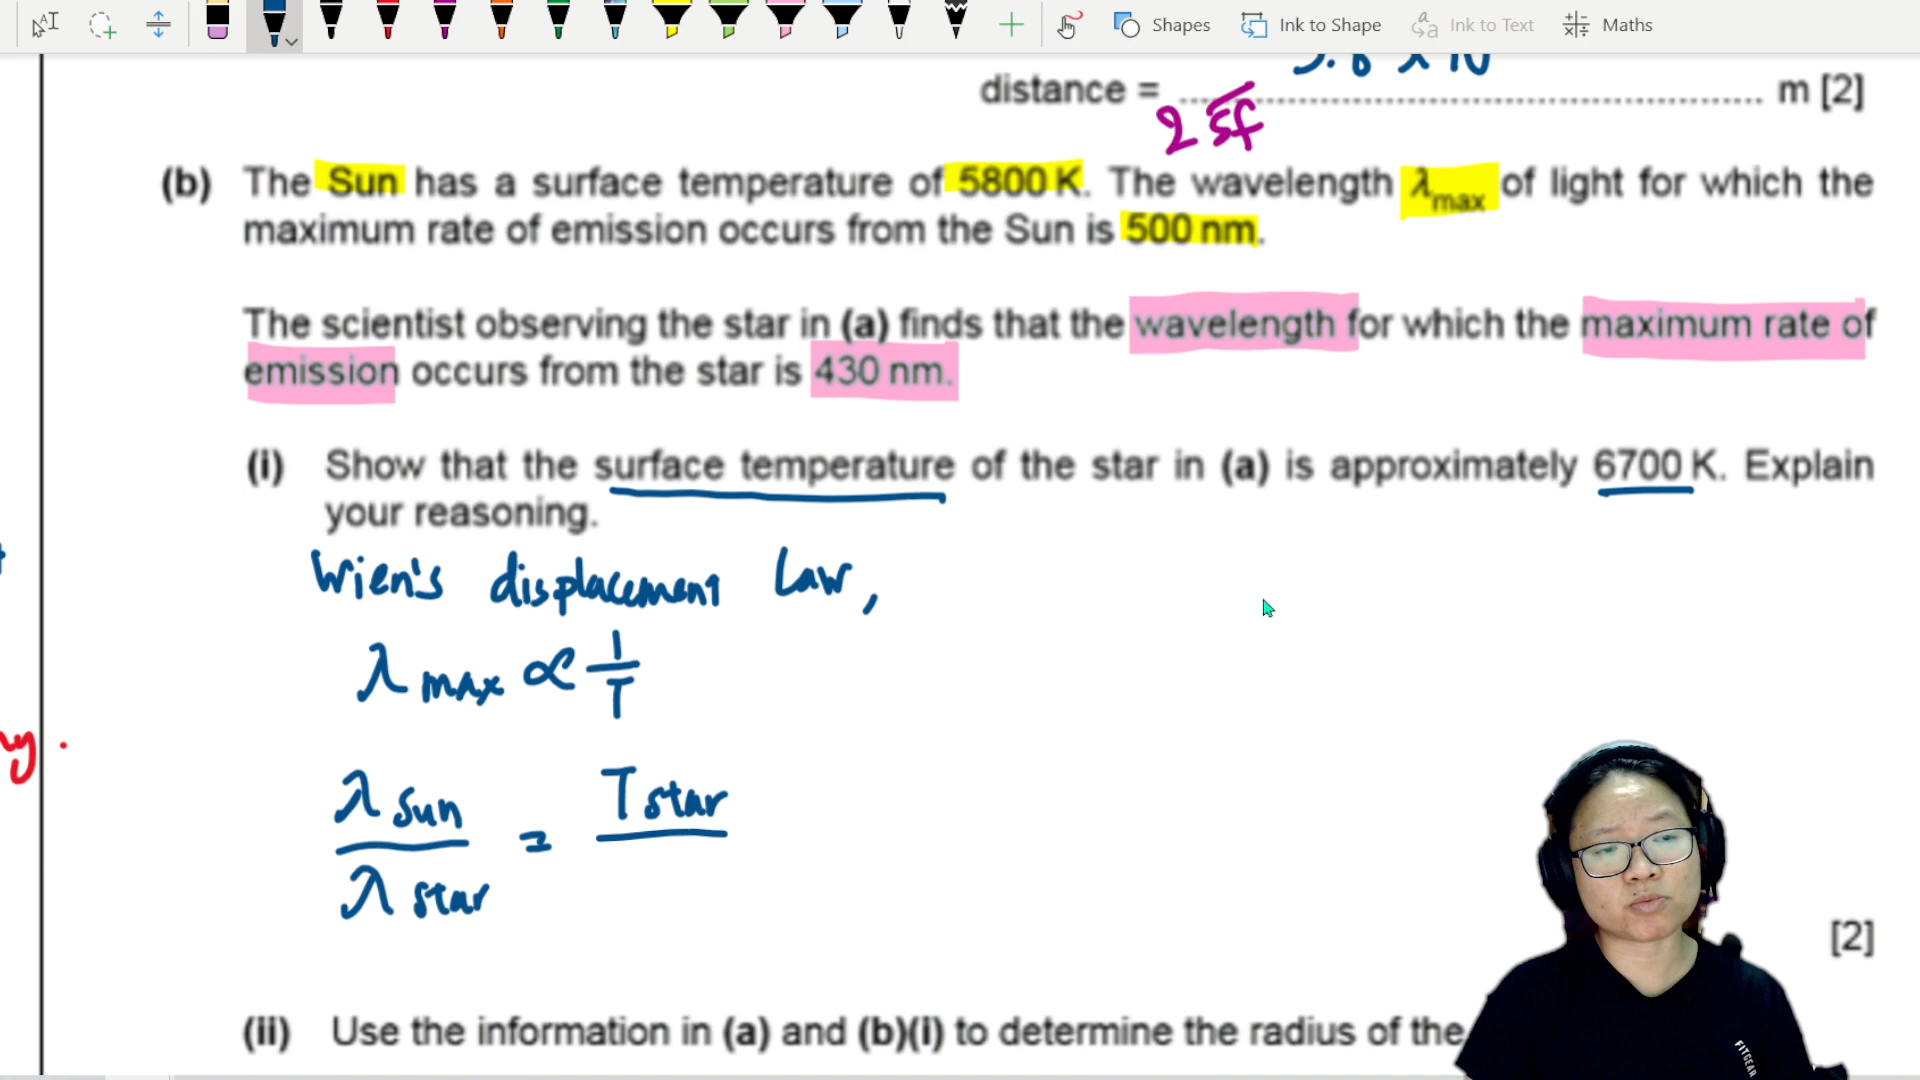 Shapes Ink to Shape Ink to Text Maths
distance = .................... m [2]
2 sf
(b) The Sun has a surface temperature of 5800 K. The wavelength λmax of light for which the
maximum rate of emission occurs from the Sun is 500 nm.
The scientist observing the star in (a) finds that the wavelength for which the maximum rate of
emission occurs from the star is 430 nm.
(i) Show that the surface temperature of the star in (a) is approximately 6700 K. Explain
your reasoning.
Wien's displacement Law,
λ max ∝ 1/T
λ sun / λ star = T star
[2]
(ii) Use the information in (a) and (b)(i) to determine the radius of the
FITGEAR